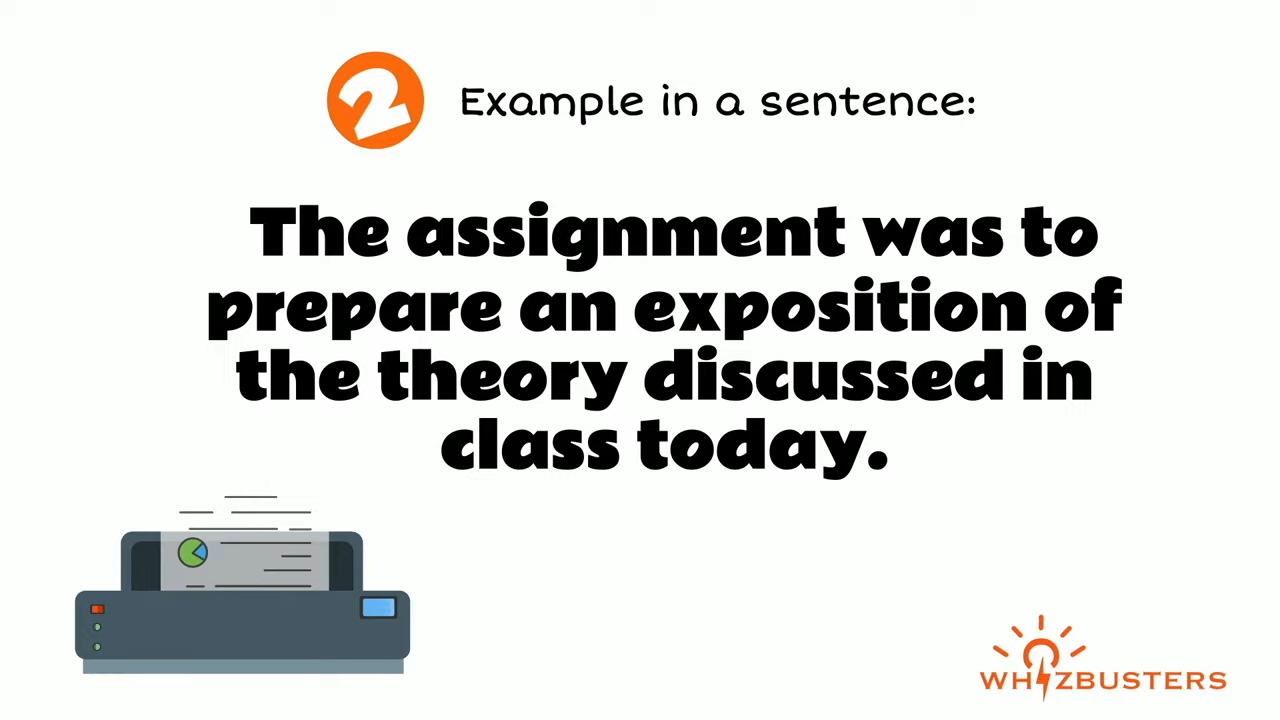 2 Example in a sentence:
The assignment was to
prepare an exposition of
the theory discussed in
class today.
WHIZBUSTERS